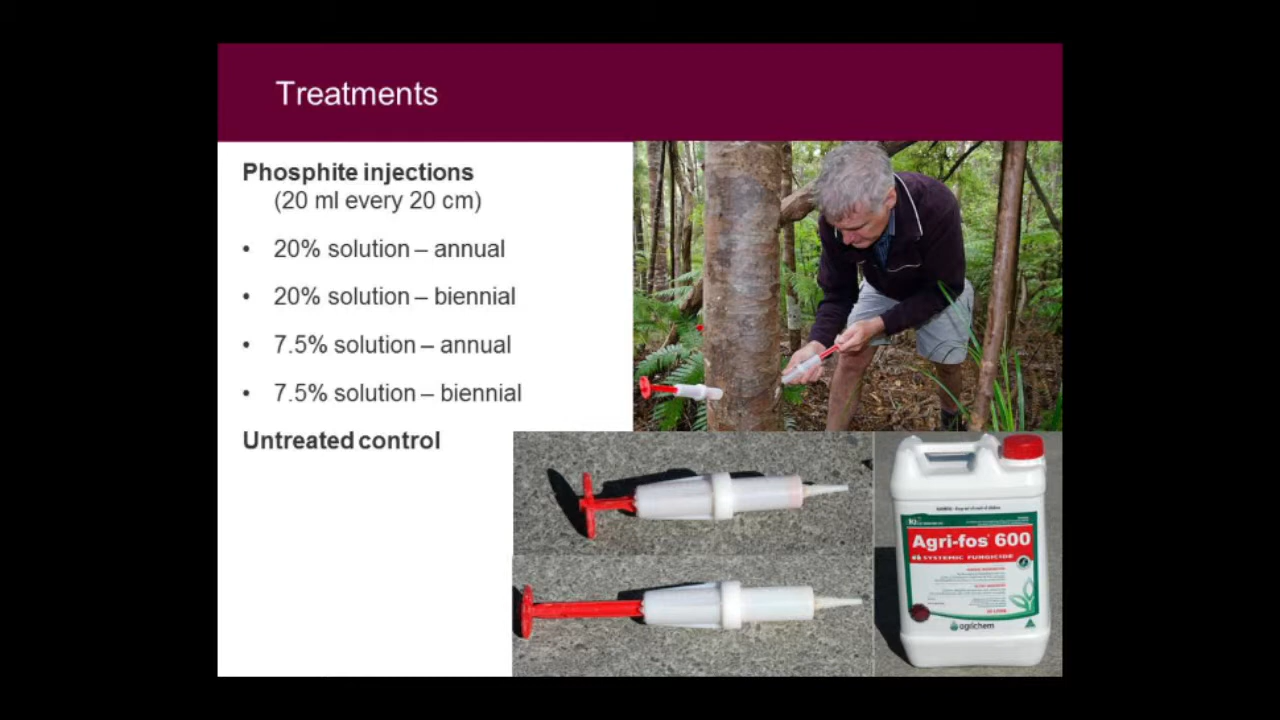 Treatments
Phosphite injections
(20 ml every 20 cm)
• 20% solution – annual
• 20% solution – biennial
• 7.5% solution – annual
• 7.5% solution – biennial
Untreated control
Agri-fos® 600
SYSTEMIC FUNGICIDE
agrichem